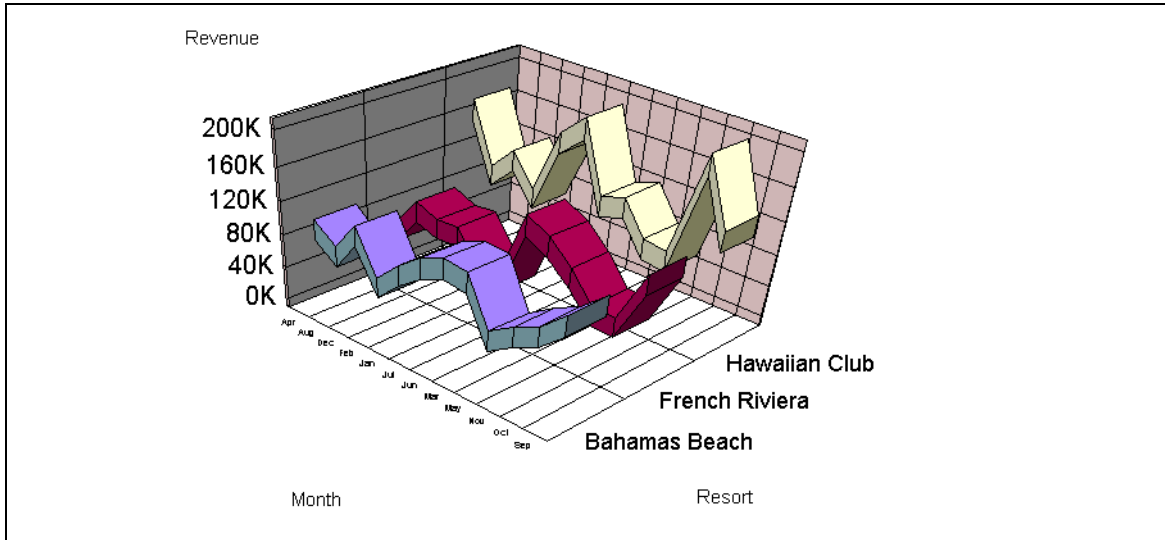 Revenue
200K
160K
120K
80K
40K
0K
Apr
Aug
Dec
Feb
Jan
Jul
Jun
Mar
May
Nov
Oct
Sep
Hawaiian Club
French Riviera
Bahamas Beach
Month
Resort